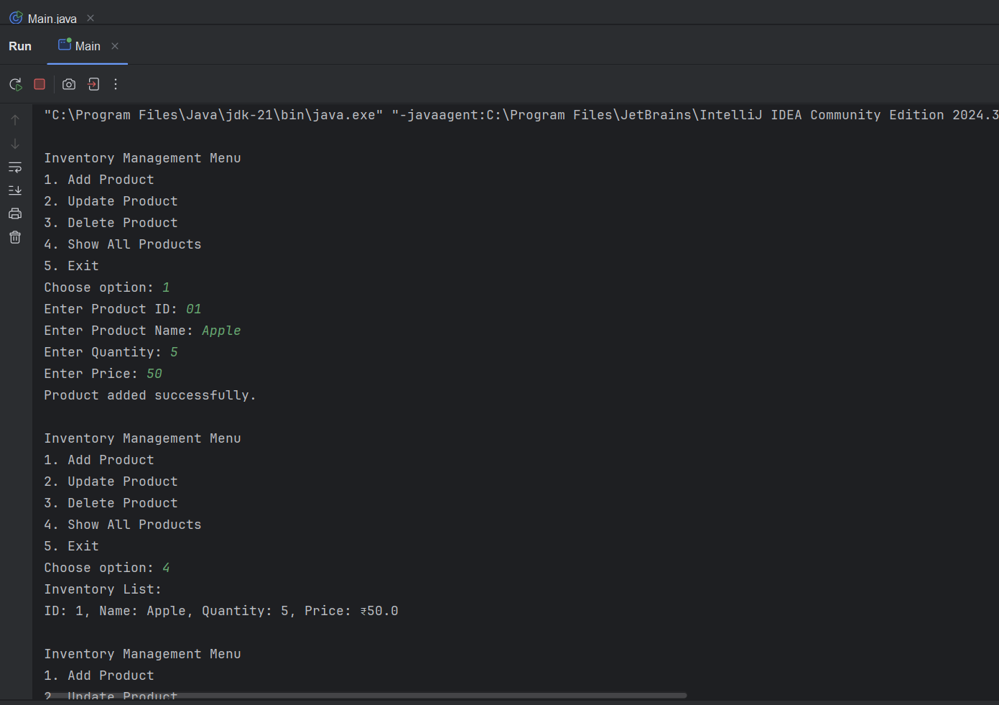 Main.java
Run Main
"C:\Program Files\Java\jdk-21\bin\java.exe" "-javaagent:C:\Program Files\JetBrains\IntelliJ IDEA Community Edition 2024.3
Inventory Management Menu
1. Add Product
2. Update Product
3. Delete Product
4. Show All Products
5. Exit
Choose option: 1
Enter Product ID: 01
Enter Product Name: Apple
Enter Quantity: 5
Enter Price: 50
Product added successfully.
Inventory Management Menu
1. Add Product
2. Update Product
3. Delete Product
4. Show All Products
5. Exit
Choose option: 4
Inventory List:
ID: 1, Name: Apple, Quantity: 5, Price: ₹50.0
Inventory Management Menu
1. Add Product
2. Update Product